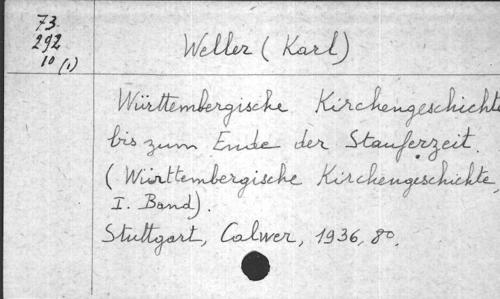 73
292
10 (1)
Weller (Karl)
Württembergische Kirchengeschichte
bis zum Ende der Stauferzeit.
(Württembergische Kirchengeschichte,
I. Band).
Stuttgart, Calwer, 1936, 8o.